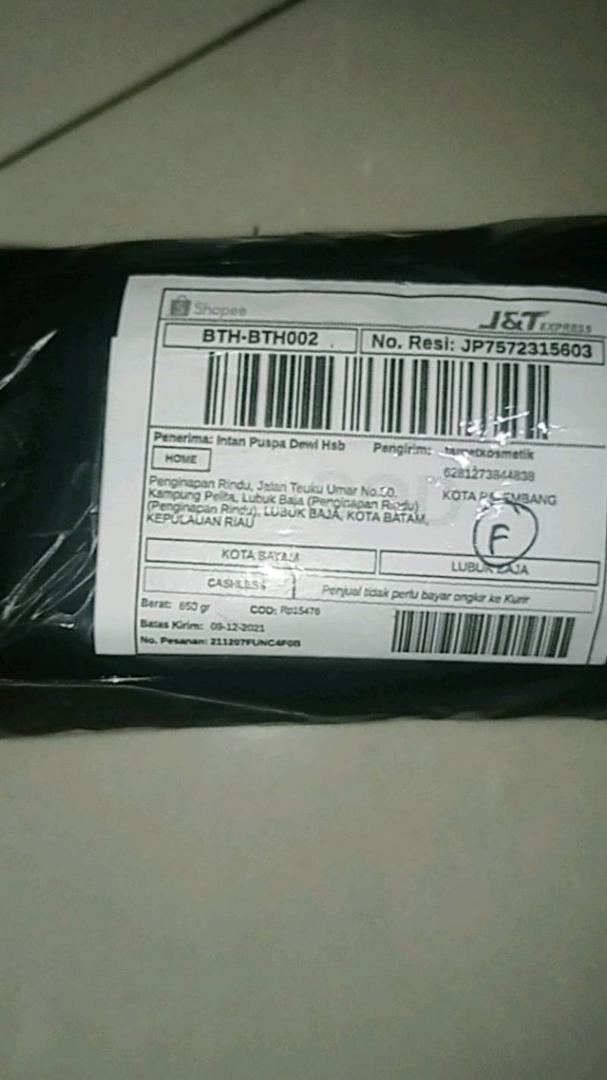 Shopee
J&T EXPRESS
BTH-BTH002
No. Resi: JP7572315603
Penerima: Intan Puspa Dewi Hsb
Pengirim:
HOME
6281273844838
Penginapan Rindu, Jalan Teuku Umar No.
Kampung Pelita, Lubuk Baja (Penginapan Rindu)
(Penginapan Rindu), LUBUK BAJA, KOTA BATAM,
KEPULAUAN RIAU
KOTA
F
KOTA
LUBUK BAJA
CASHLESS
Penjual tidak perlu bayar ongkir ke Kurir
Berat: 650 gr
COD: Rp15476
Batas Kirim: 09-12-2021
No. Pesanan: 211207FUNC4F0B